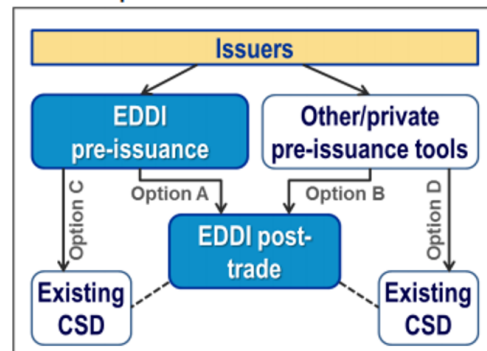 Issuers
EDDI
pre-issuance
Other/private
pre-issuance tools
Option C
Option A
Option B
Option D
EDDI post-
trade
Existing
CSD
Existing
CSD